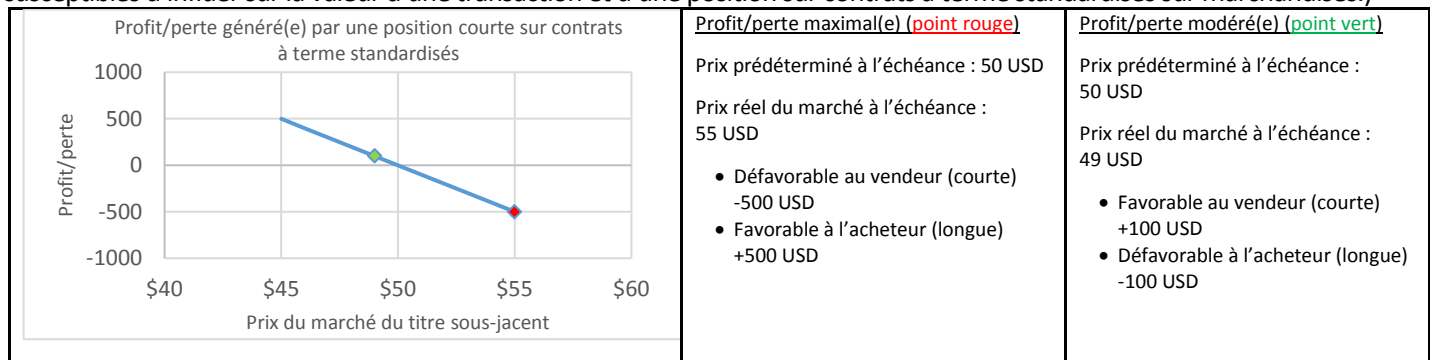 susceptibles d'influer sur la valeur d'une transaction et d'une position sur contrats à terme standardisés sur marchandises.)
Profit/perte généré(e) par une position courte sur contrats
à terme standardisés
1000
500
0
-500
-1000
Profit/perte
$40 $45 $50 $55 $60
Prix du marché du titre sous-jacent
Profit/perte maximal(e) (point rouge)
Prix prédéterminé à l'échéance : 50 USD
Prix réel du marché à l'échéance :
55 USD
• Défavorable au vendeur (courte)
-500 USD
• Favorable à l'acheteur (longue)
+500 USD
Profit/perte modéré(e) (point vert)
Prix prédéterminé à l'échéance :
50 USD
Prix réel du marché à l'échéance :
49 USD
• Favorable au vendeur (courte)
+100 USD
• Défavorable à l'acheteur (longue)
-100 USD